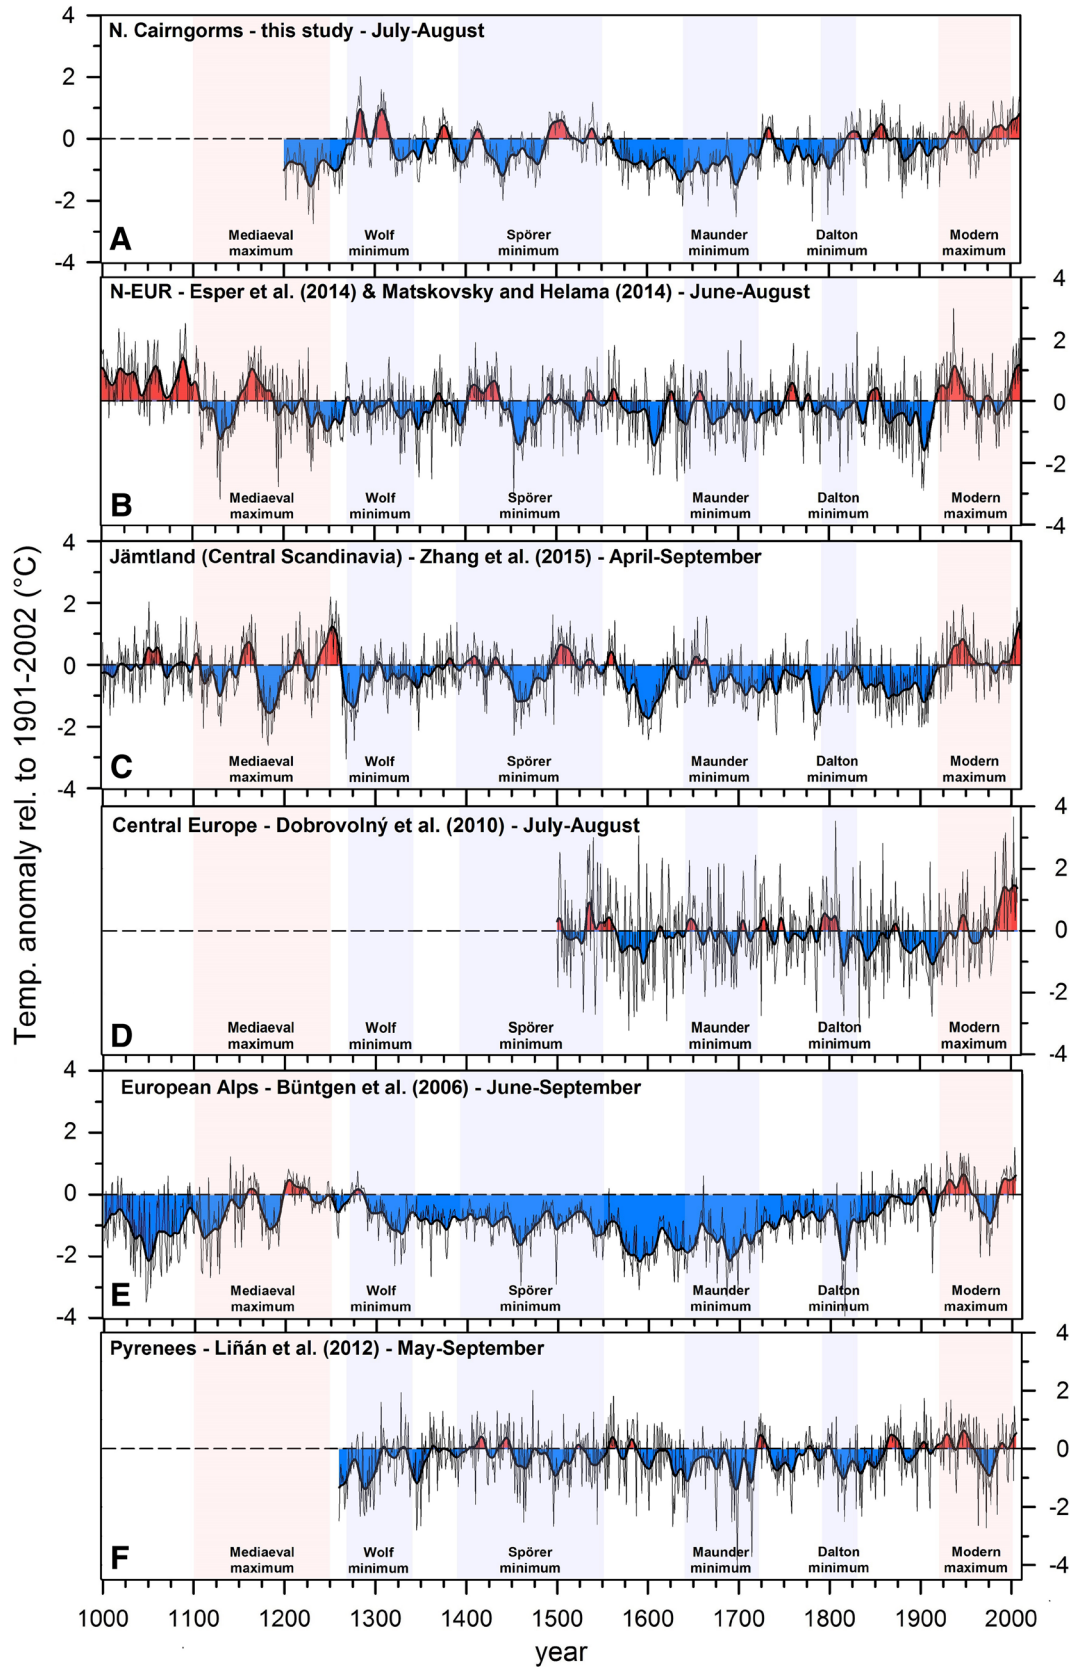 Temp. anomaly rel. to 1901-2002 (°C)
4
N. Cairngorms - this study - July-August
2
0
-2
-4
A
Mediaeval maximum
Wolf minimum
Spörer minimum
Maunder minimum
Dalton minimum
Modern maximum
4
N-EUR - Esper et al. (2014) & Matskovsky and Helama (2014) - June-August
2
0
-2
-4
B
Mediaeval maximum
Wolf minimum
Spörer minimum
Maunder minimum
Dalton minimum
Modern maximum
4
Jämtland (Central Scandinavia) - Zhang et al. (2015) - April-September
2
0
-2
-4
C
Mediaeval maximum
Wolf minimum
Spörer minimum
Maunder minimum
Dalton minimum
Modern maximum
4
Central Europe - Dobrovolný et al. (2010) - July-August
2
0
-2
-4
D
Mediaeval maximum
Wolf minimum
Spörer minimum
Maunder minimum
Dalton minimum
Modern maximum
4
European Alps - Büntgen et al. (2006) - June-September
2
0
-2
-4
E
Mediaeval maximum
Wolf minimum
Spörer minimum
Maunder minimum
Dalton minimum
Modern maximum
4
Pyrenees - Liñán et al. (2012) - May-September
2
0
-2
-4
F
Mediaeval maximum
Wolf minimum
Spörer minimum
Maunder minimum
Dalton minimum
Modern maximum
1000 1100 1200 1300 1400 1500 1600 1700 1800 1900 2000
year